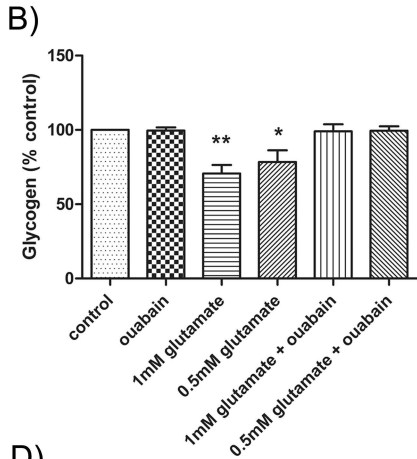 B)
Glycogen (% control)
150
100
50
0
**
*
control
ouabain
1mM glutamate
0.5mM glutamate
1mM glutamate + ouabain
0.5mM glutamate + ouabain
D)